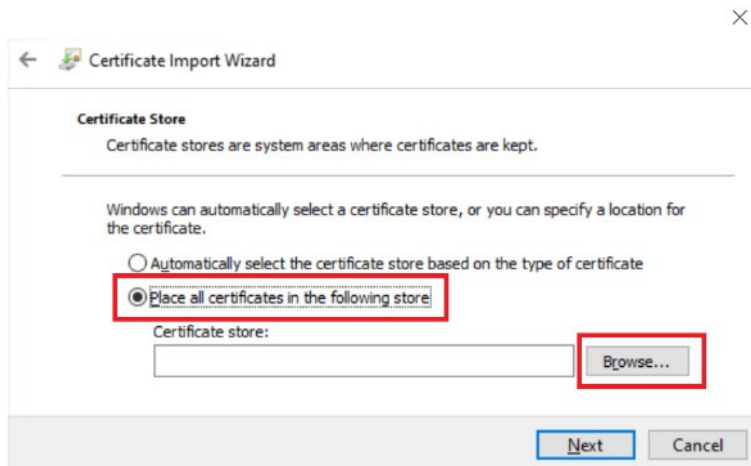 Certificate Import Wizard
Certificate Store
Certificate stores are system areas where certificates are kept.
Windows can automatically select a certificate store, or you can specify a location for
the certificate.
Automatically select the certificate store based on the type of certificate
Place all certificates in the following store
Certificate store:
Browse...
Next
Cancel